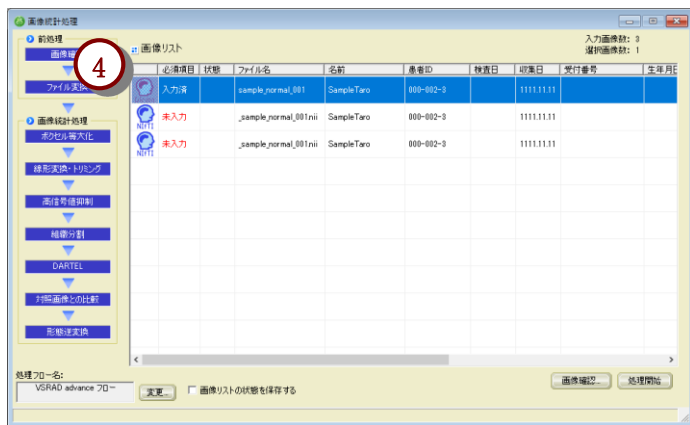 画像統計処理
前処理
入力画像数: 3
画像リスト
選択画像数: 1
4
必須項目 状態 ファイル名 名前 患者ID 検査日 収集日 受付番号 生年月日
ファイル変換
入力済 sample_normal_001 SampleTaro 000-002-3 1111.11.11
NIfTI 未入力 _sample_normal_001.nii SampleTaro 000-002-3 1111.11.11
NIfTI 未入力 _sample_normal_001.nii SampleTaro 000-002-3 1111.11.11
画像統計処理
ボクセル等大化
線形変換・トリミング
高信号値抑制
組織分割
DARTEL
対照画像との比較
形態逆変換
処理フロー名:
VSRAD advance フロー
変更...
画像リストの状態を保存する
画像確認...
処理開始